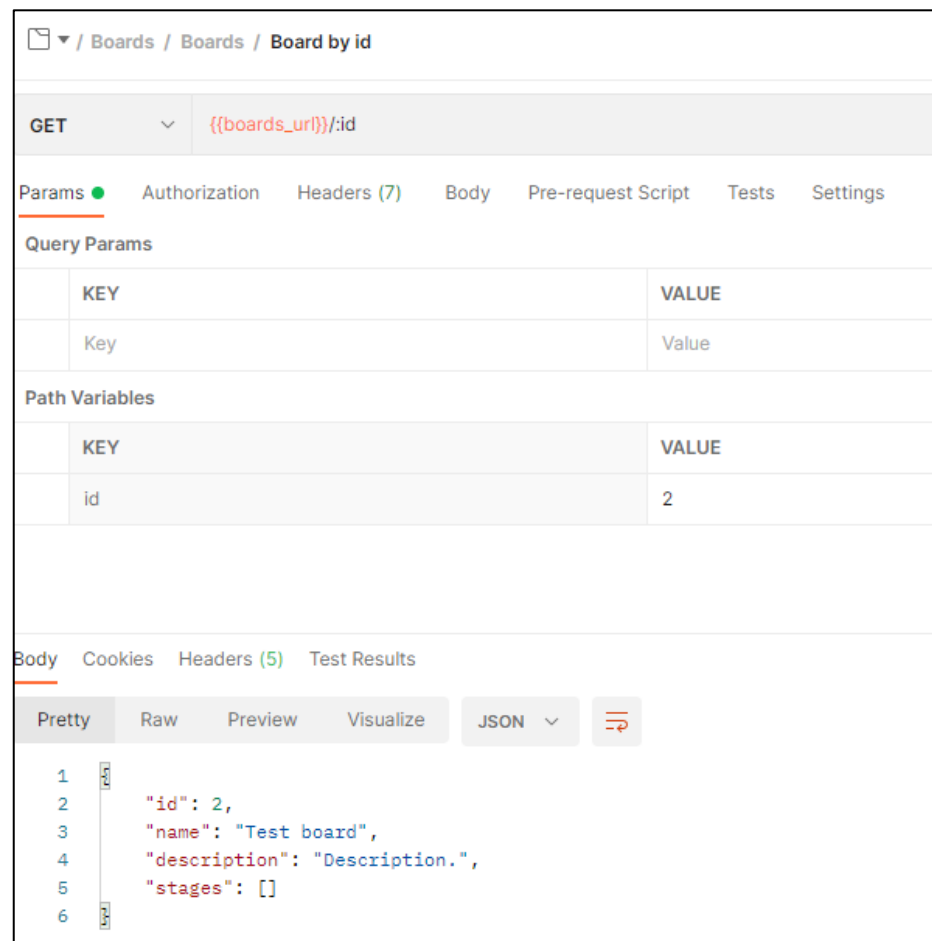 / Boards / Boards / Board by id
GET {{boards_url}}/:id
Params Authorization Headers (7) Body Pre-request Script Tests Settings
Query Params
KEY VALUE
Key Value
Path Variables
KEY VALUE
id 2
Body Cookies Headers (5) Test Results
Pretty Raw Preview Visualize JSON
1 {
2 "id": 2,
3 "name": "Test board",
4 "description": "Description.",
5 "stages": []
6 }